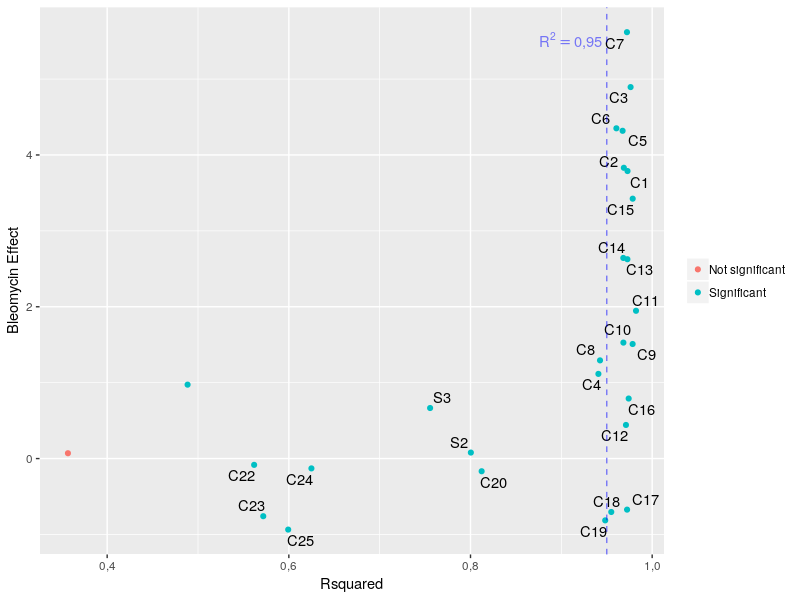 R² = 0,95
C7
C3
C6
C5
C2
C1
C15
C14
C13
C11
C10
C9
C8
C4
C16
C12
S3
S2
C20
C22
C24
C23
C25
C18
C17
C19
4
2
0
0,4
0,6
0,8
1,0
Rsquared
Bleomycin Effect
Not significant
Significant